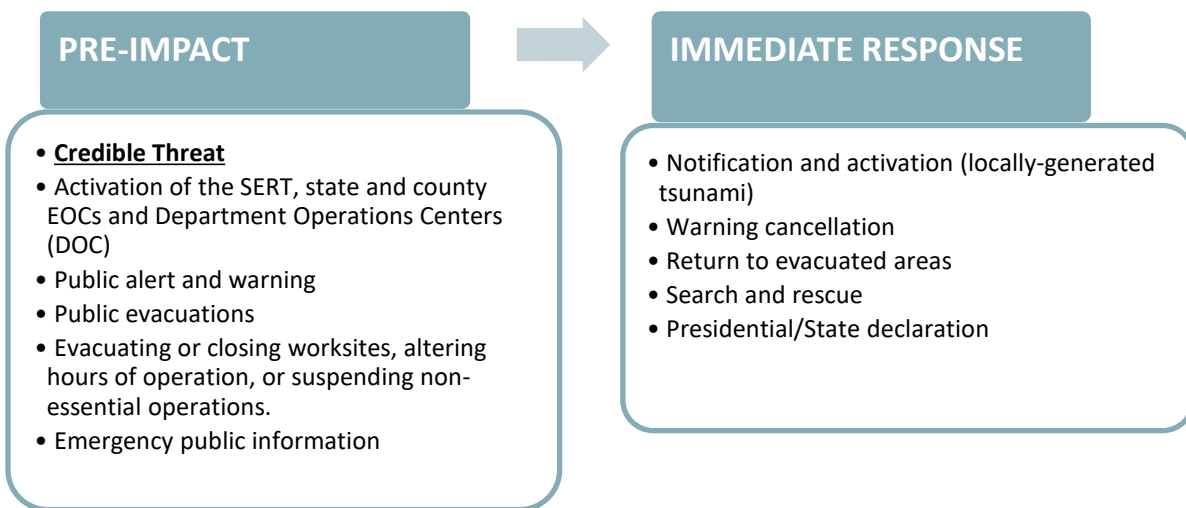 PRE-IMPACT
• Credible Threat
• Activation of the SERT, state and county
EOCs and Department Operations Centers
(DOC)
• Public alert and warning
• Public evacuations
• Evacuating or closing worksites, altering
hours of operation, or suspending non-
essential operations.
• Emergency public information
IMMEDIATE RESPONSE
• Notification and activation (locally-generated
tsunami)
• Warning cancellation
• Return to evacuated areas
• Search and rescue
• Presidential/State declaration